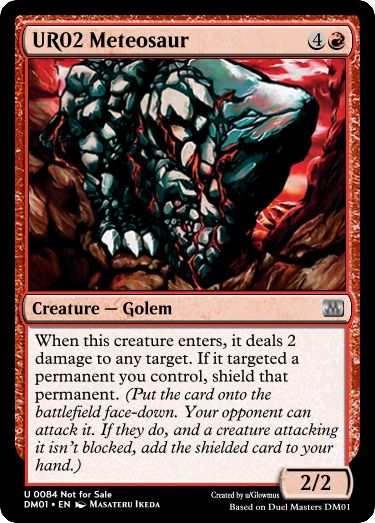 UR02 Meteosaur
4
Creature — Golem
When this creature enters, it deals 2
damage to any target. If it targeted a
permanent you control, shield that
permanent. (Put the card onto the
battlefield face-down. Your opponent can
attack it. If they do, and a creature attacking
it isn't blocked, add the shielded card to your
hand.)
2/2
U 0084 Not for Sale
DM01 • EN Masateru Ikeda
Created by u/Glowmus
Based on Duel Masters DM01